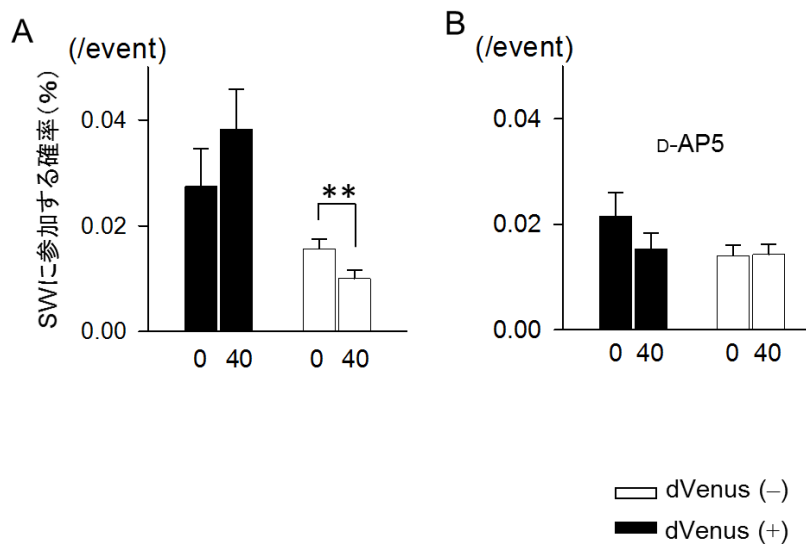 A
(/event)
SWに参加する確率(%)
0.04
0.02
0.00
**
0 40 0 40
B
(/event)
0.04
0.02
0.00
D-AP5
0 40 0 40
dVenus (–)
dVenus (+)